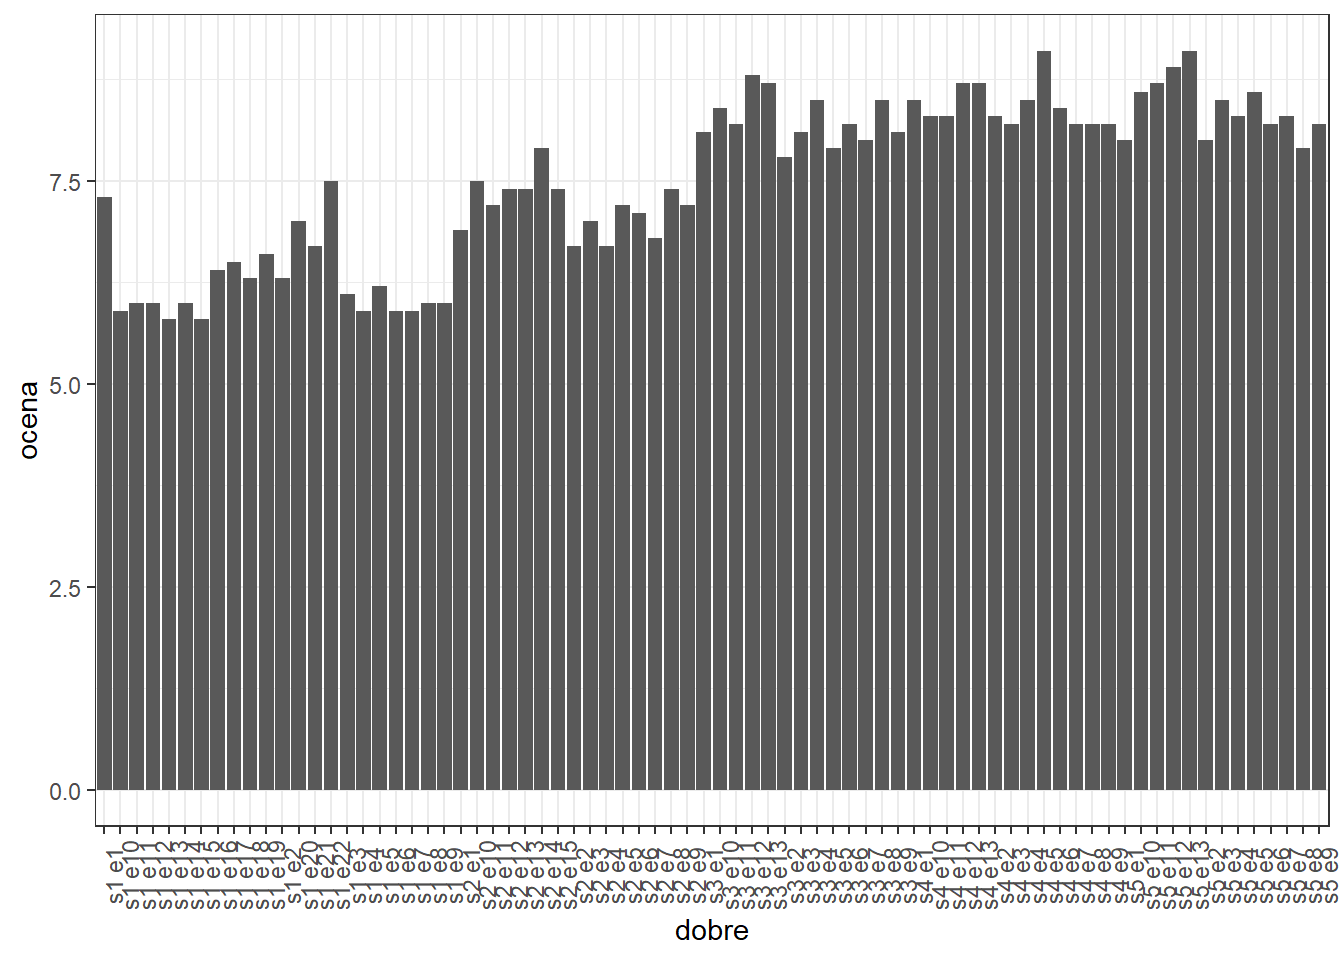 ocena
7.5
5.0
2.5
0.0
s1 e1
s1 e10
s1 e11
s1 e12
s1 e13
s1 e14
s1 e15
s1 e16
s1 e17
s1 e18
s1 e19
s1 e2
s1 e20
s1 e21
s1 e22
s1 e3
s1 e4
s1 e5
s1 e6
s1 e7
s1 e8
s1 e9
s2 e1
s2 e10
s2 e11
s2 e12
s2 e13
s2 e14
s2 e15
s2 e2
s2 e3
s2 e4
s2 e5
s2 e6
s2 e7
s2 e8
s2 e9
s3 e1
s3 e10
s3 e11
s3 e12
s3 e13
s3 e2
s3 e3
s3 e4
s3 e5
s3 e6
s3 e7
s3 e8
s3 e9
s4 e1
s4 e10
s4 e11
s4 e12
s4 e13
s4 e2
s4 e3
s4 e4
s4 e5
s4 e6
s4 e7
s4 e8
s4 e9
s5 e1
s5 e10
s5 e11
s5 e12
s5 e13
s5 e2
s5 e3
s5 e4
s5 e5
s5 e6
s5 e7
s5 e8
s5 e9
dobre